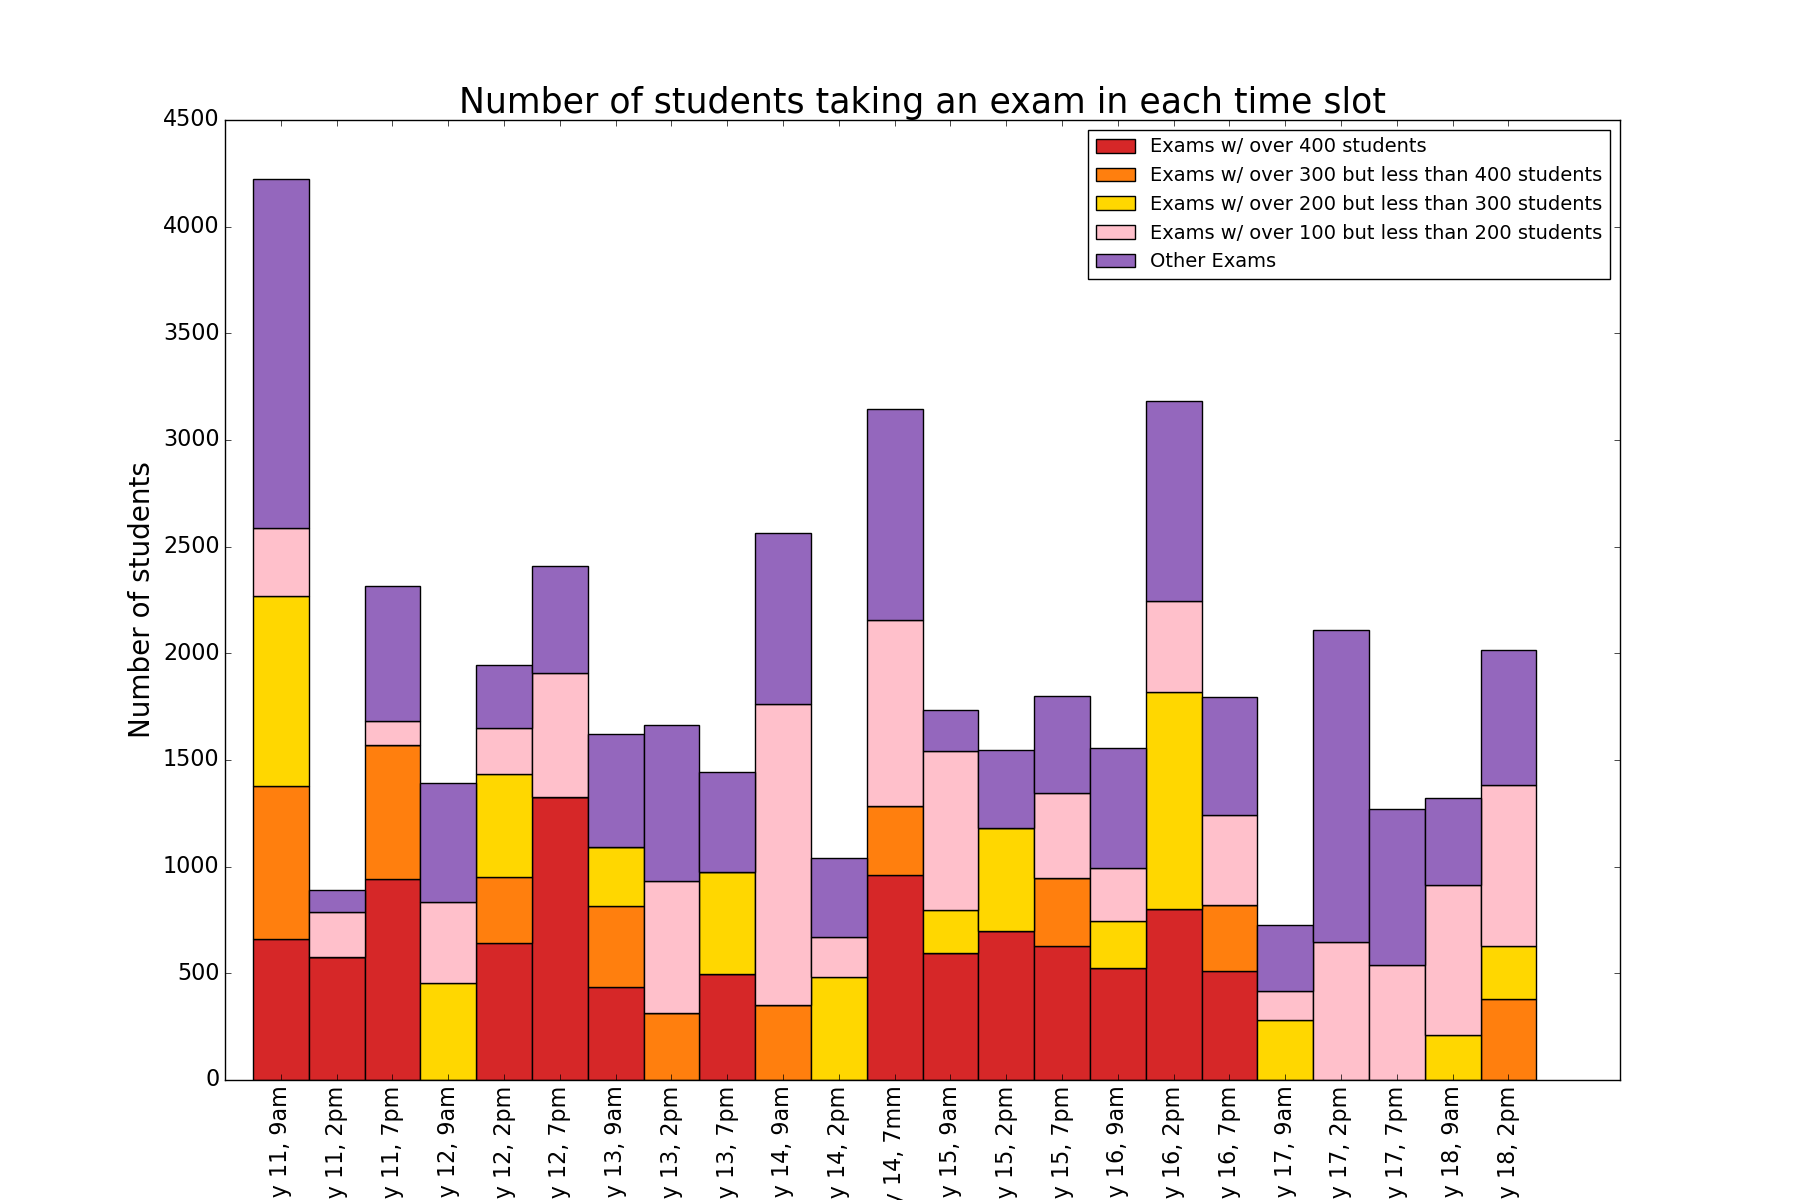 Number of students taking an exam in each time slot
Number of students
4500
4000
3500
3000
2500
2000
1500
1000
500
0
Exams w/ over 400 students
Exams w/ over 300 but less than 400 students
Exams w/ over 200 but less than 300 students
Exams w/ over 100 but less than 200 students
Other Exams
y 11, 9am
y 11, 2pm
y 11, 7pm
y 12, 9am
y 12, 2pm
y 12, 7pm
y 13, 9am
y 13, 2pm
y 13, 7pm
y 14, 9am
y 14, 2pm
y 14, 7mm
y 15, 9am
y 15, 2pm
y 15, 7pm
y 16, 9am
y 16, 2pm
y 16, 7pm
y 17, 9am
y 17, 2pm
y 17, 7pm
y 18, 9am
y 18, 2pm